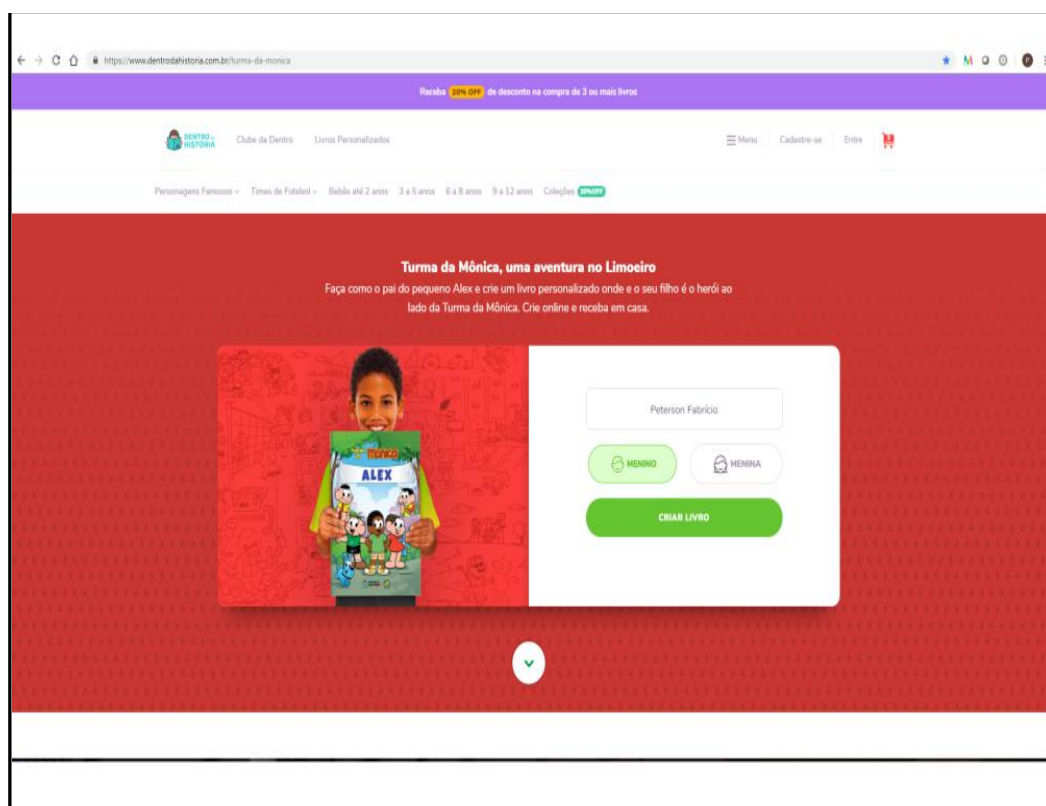 https://www.dentrodahistoria.com.br/turma-da-monica
Receba 20% OFF de desconto na compra de 3 ou mais livros
DENTRO DA HISTÓRIA
Clube da Dentro Livros Personalizados Menu Cadastre-se Entre
Personagens Famosos Times de Futebol Bebês até 2 anos 3 a 5 anos 6 a 8 anos 9 a 12 anos Coleções 20%OFF
Turma da Mônica, uma aventura no Limoeiro
Faça como o pai do pequeno Alex e crie um livro personalizado onde e o seu filho é o herói ao
lado da Turma da Mônica. Crie online e receba em casa.
MÔNICA
ALEX
Peterson Fabrício
MENINO MENINA
CRIAR LIVRO